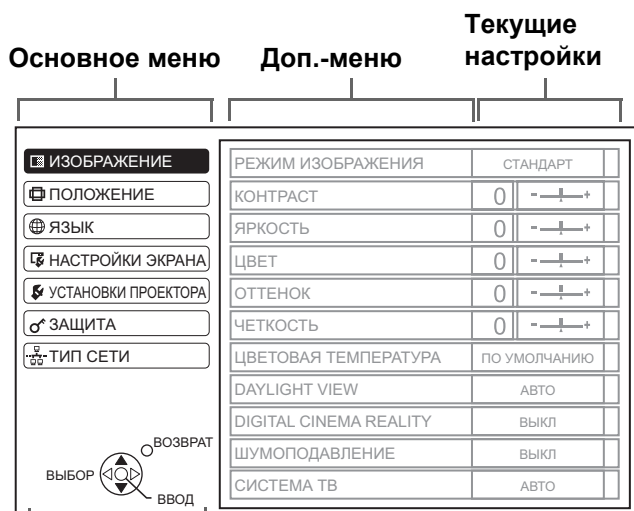 Основное меню
Доп.-меню
Текущие
настройки
ИЗОБРАЖЕНИЕ
ПОЛОЖЕНИЕ
ЯЗЫК
НАСТРОЙКИ ЭКРАНА
УСТАНОВКИ ПРОЕКТОРА
ЗАЩИТА
ТИП СЕТИ
РЕЖИМ ИЗОБРАЖЕНИЯ СТАНДАРТ
КОНТРАСТ 0 - +
ЯРКОСТЬ 0 - +
ЦВЕТ 0 - +
ОТТЕНОК 0 - +
ЧЕТКОСТЬ 0 - +
ЦВЕТОВАЯ ТЕМПЕРАТУРА ПО УМОЛЧАНИЮ
DAYLIGHT VIEW АВТО
DIGITAL CINEMA REALITY ВЫКЛ
ШУМОПОДАВЛЕНИЕ ВЫКЛ
СИСТЕМА ТВ АВТО
ВОЗВРАТ
ВЫБОР
ВВОД